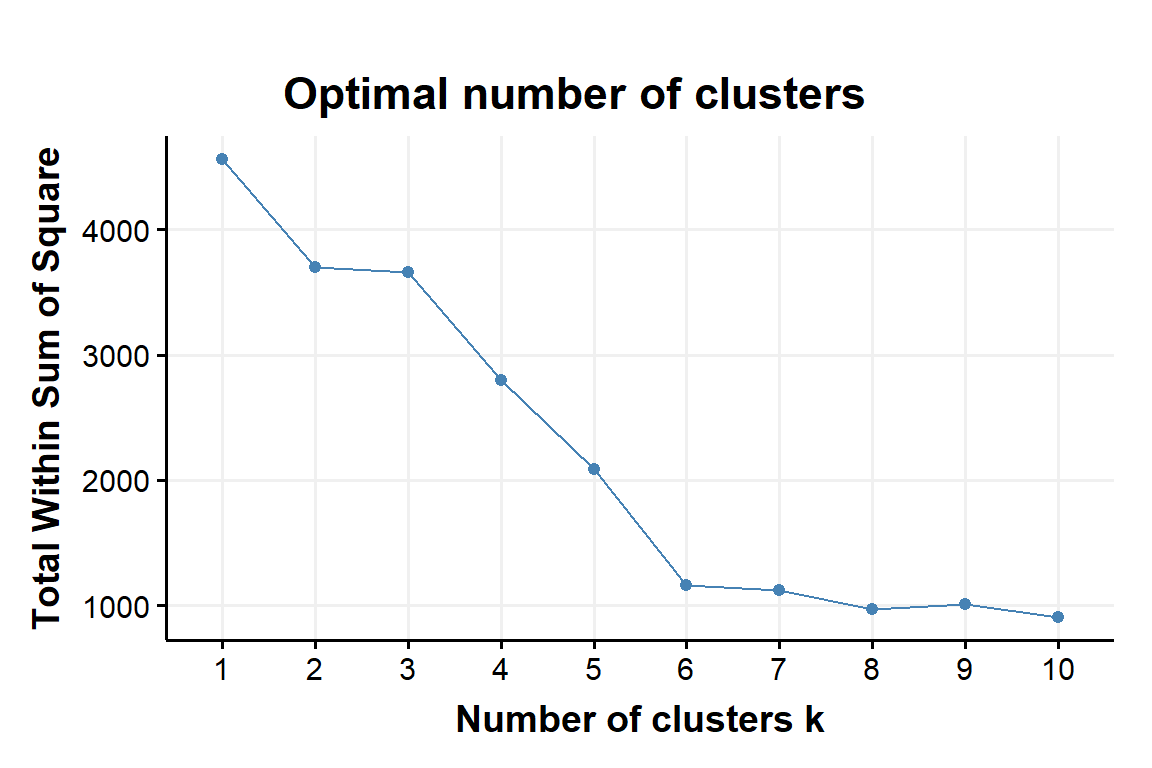 Optimal number of clusters
Total Within Sum of Square
4000
3000
2000
1000
1 2 3 4 5 6 7 8 9 10
Number of clusters k